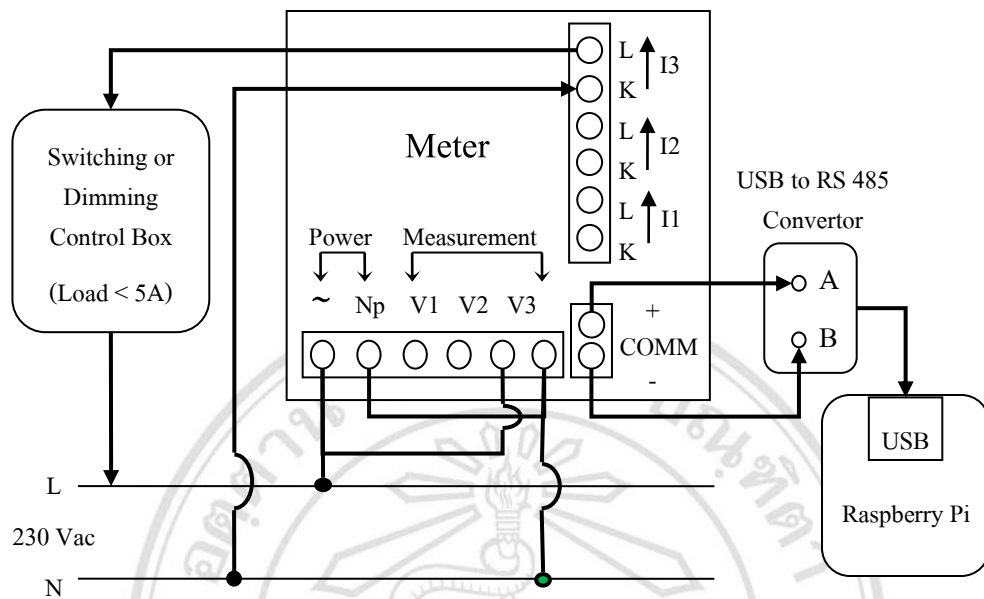 L
I3
K
L
I2
K
L
I1
K
Meter
Switching or
Dimming
Control Box
(Load < 5A)
Power
Measurement
~
Np
V1
V2
V3
+
COMM
-
USB to RS 485
Convertor
A
B
USB
Raspberry Pi
L
230 Vac
N